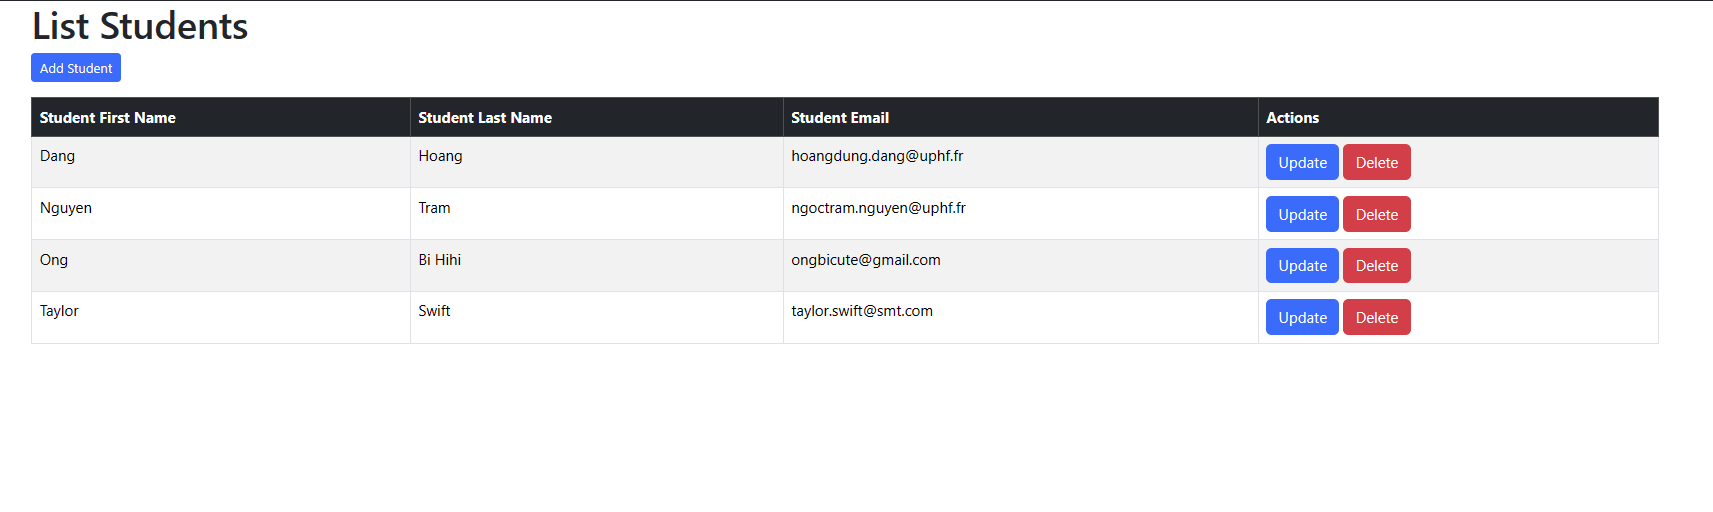 List Students
Add Student
Student First Name Student Last Name Student Email Actions
Dang Hoang hoangdung.dang@uphf.fr Update Delete
Nguyen Tram ngoctram.nguyen@uphf.fr Update Delete
Ong Bi Hihi ongbicute@gmail.com Update Delete
Taylor Swift taylor.swift@smt.com Update Delete